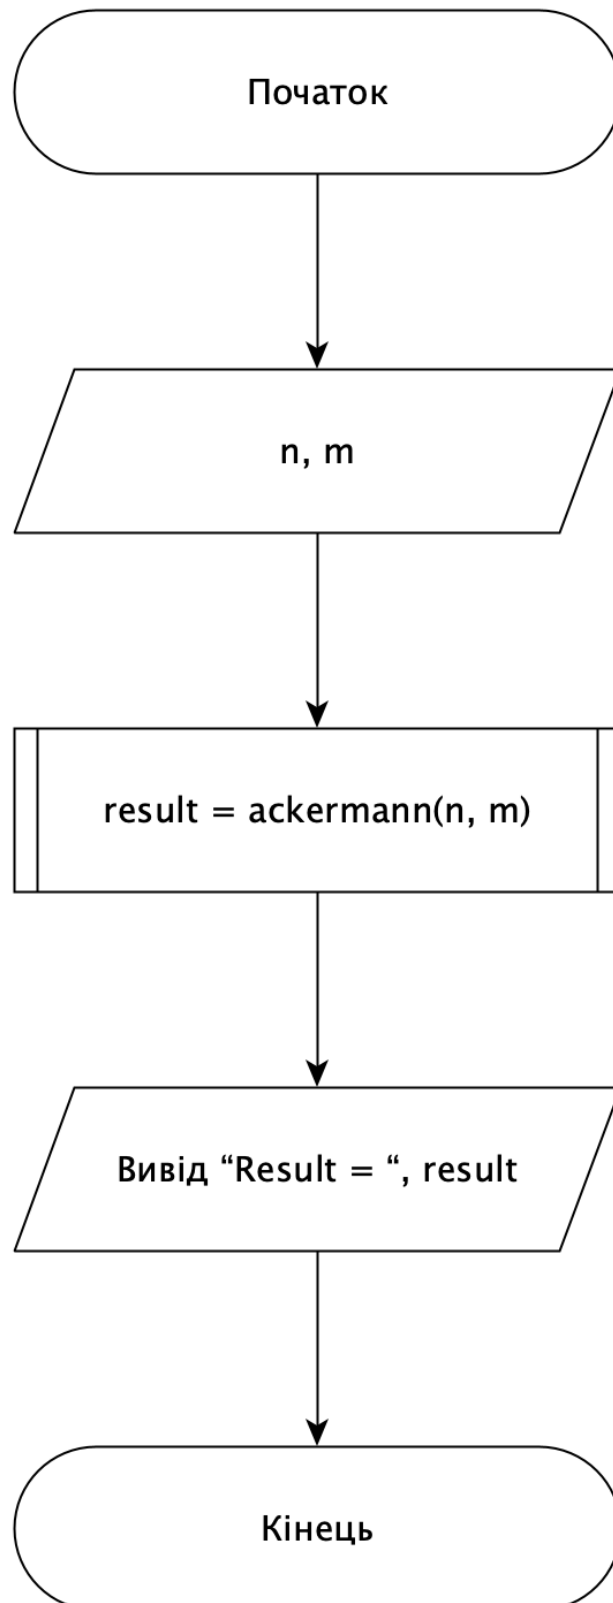 Початок
n, m
result = ackermann(n, m)
Вивід “Result = “, result
Кінець